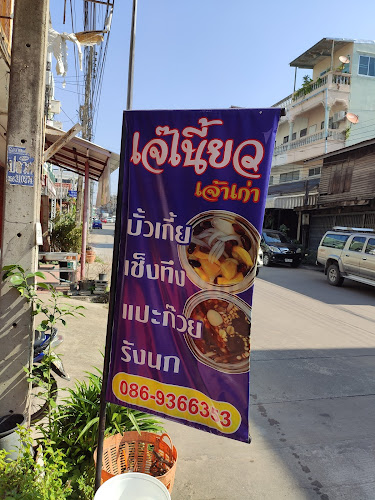 เจ๊เนี้ยว
เจ้าเก่า
บั๊วเกี้ย
เช็งทึง
แปะก๊วย
รังนก
086-9366353